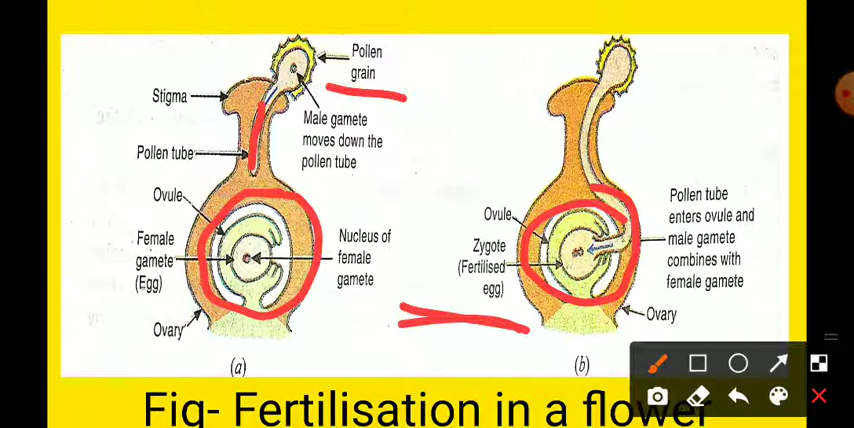 Pollen
grain
Stigma
Male gamete
moves down the
pollen tube
Pollen tube
Ovule
Female
gamete
(Egg)
Nucleus of
female
gamete
Ovary
(a)
Ovule
Zygote
(Fertilised
egg)
Pollen tube
enters ovule and
male gamete
combines with
female gamete
Ovary
(b)
Fig- Fertilisation in a flower